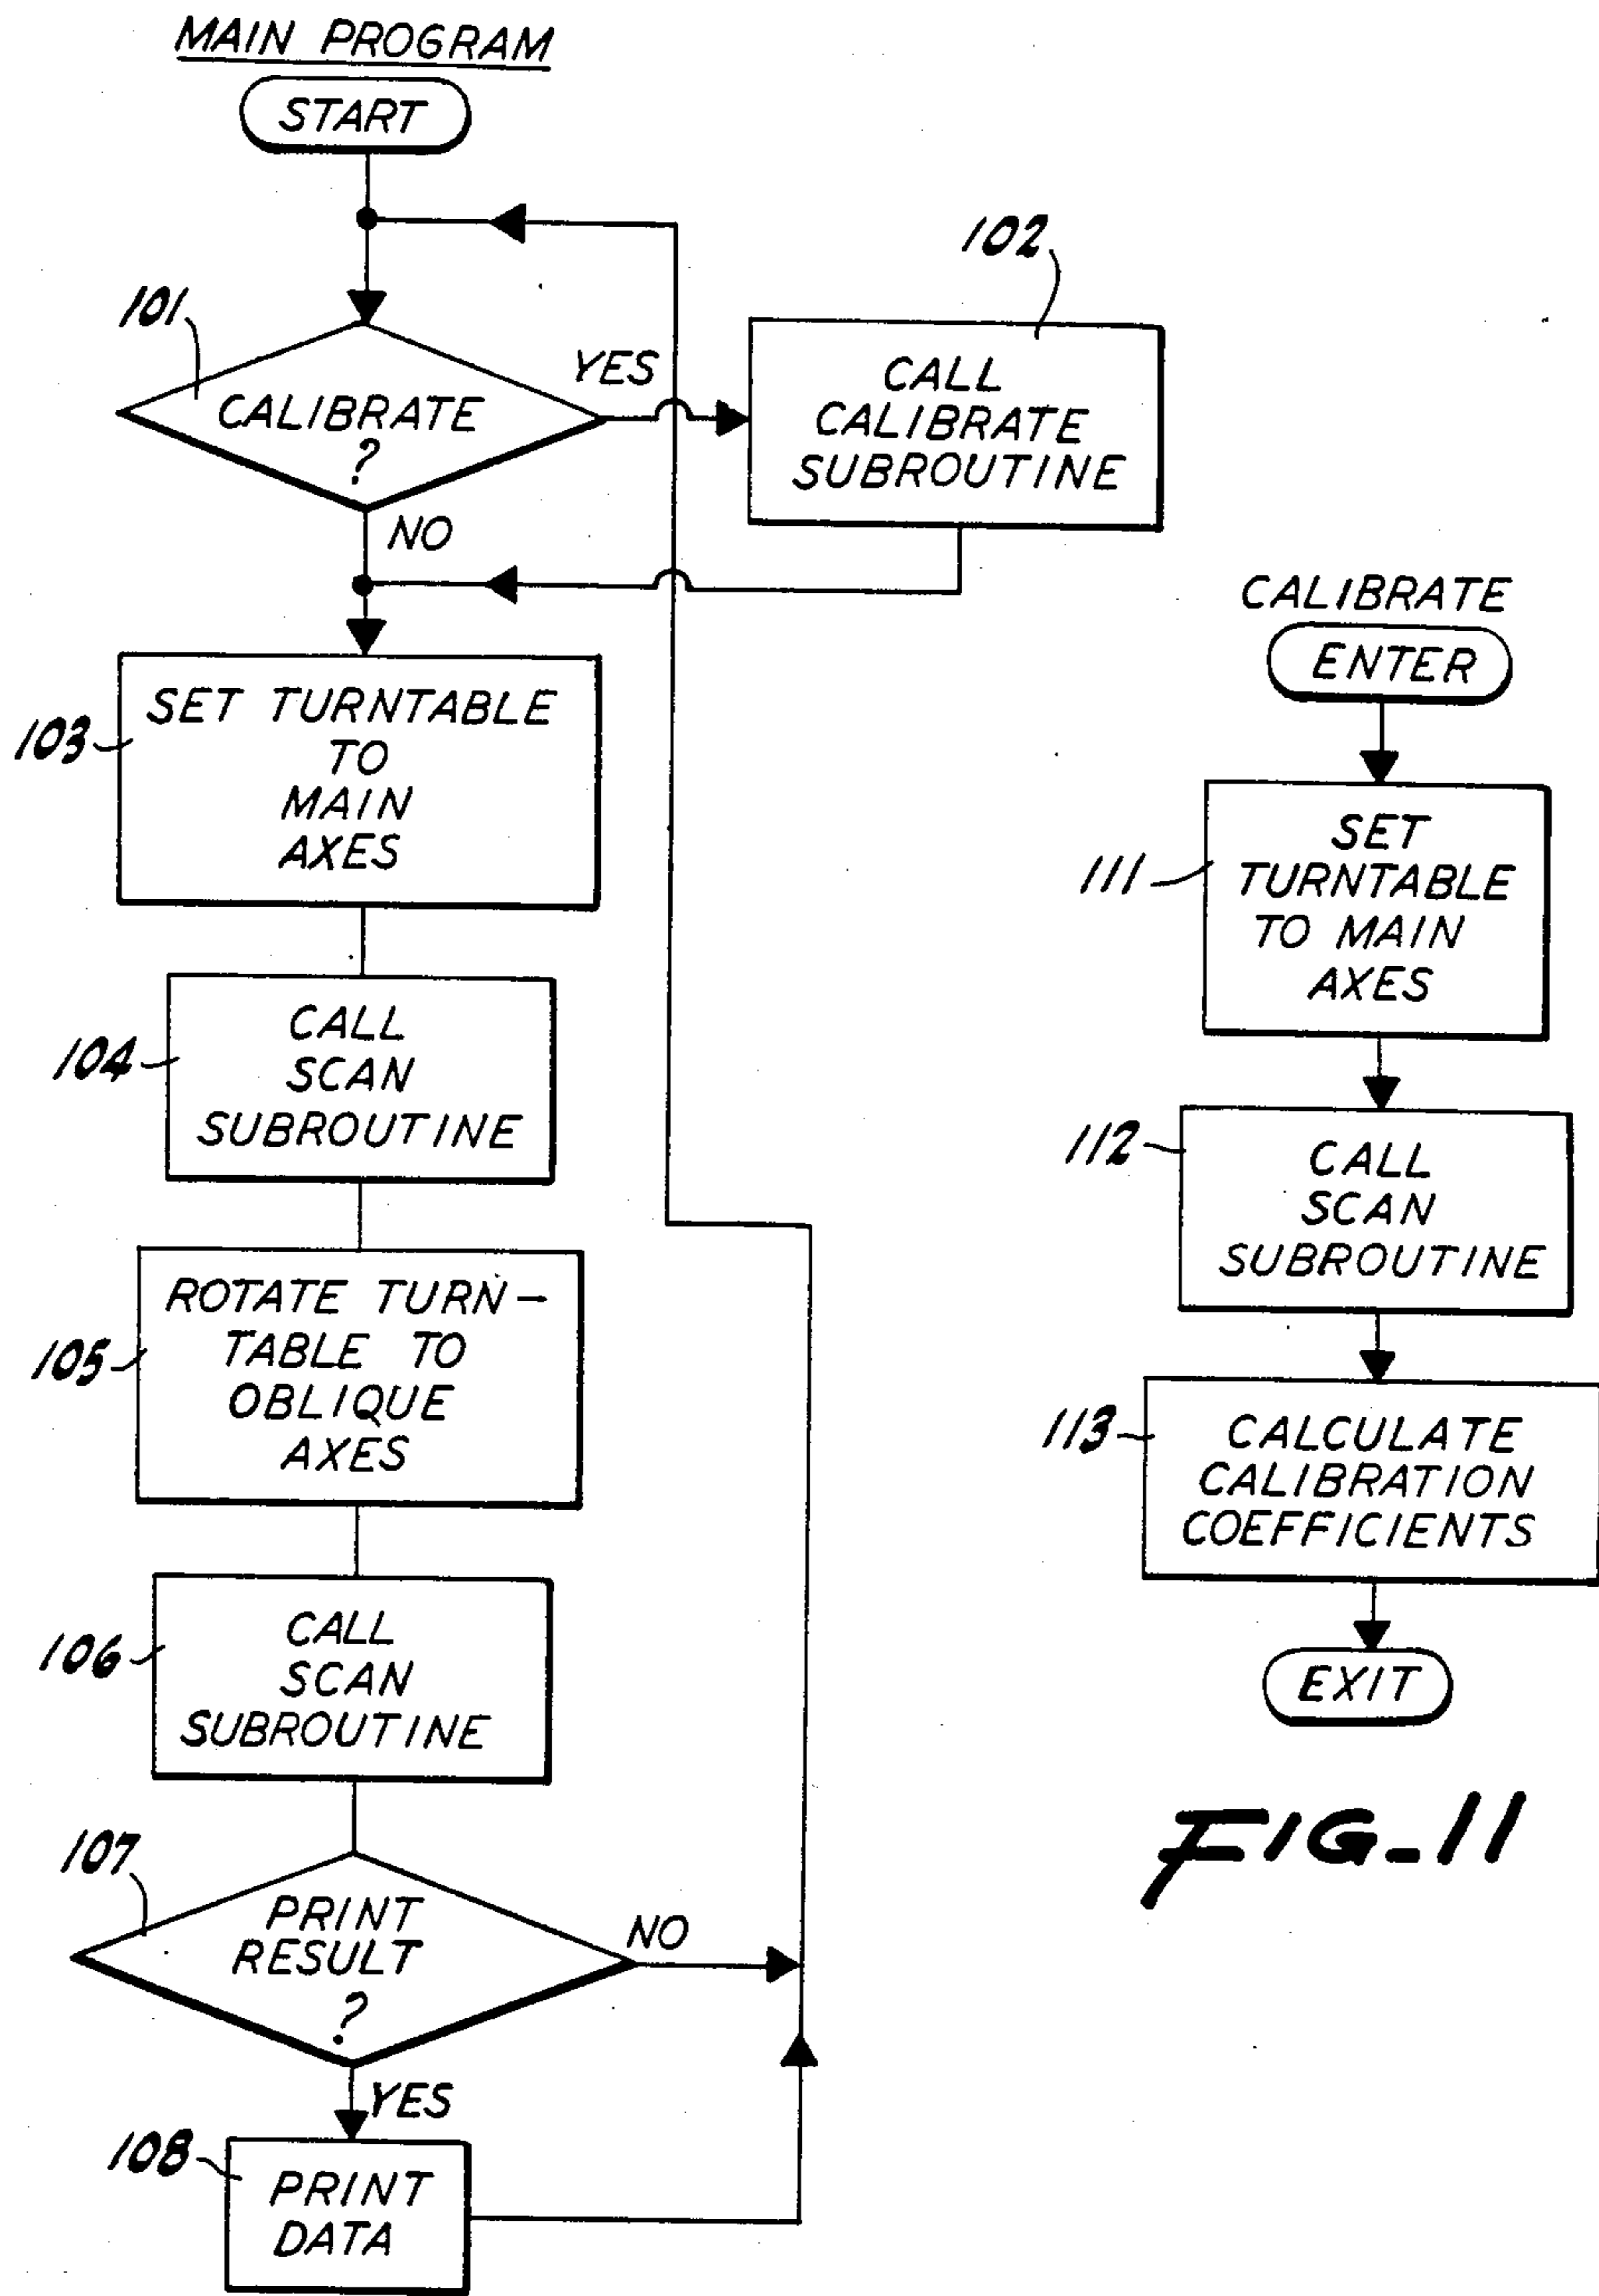 MAIN PROGRAM
START
101
CALIBRATE
?
YES
NO
102
CALL
CALIBRATE
SUBROUTINE
103
SET TURNTABLE
TO
MAIN
AXES
104
CALL
SCAN
SUBROUTINE
105
ROTATE TURN-
TABLE TO
OBLIQUE
AXES
106
CALL
SCAN
SUBROUTINE
107
PRINT
RESULT
?
NO
YES
108
PRINT
DATA
CALIBRATE
ENTER
111
SET
TURNTABLE
TO MAIN
AXES
112
CALL
SCAN
SUBROUTINE
113
CALCULATE
CALIBRATION
COEFFICIENTS
EXIT
FIG-11